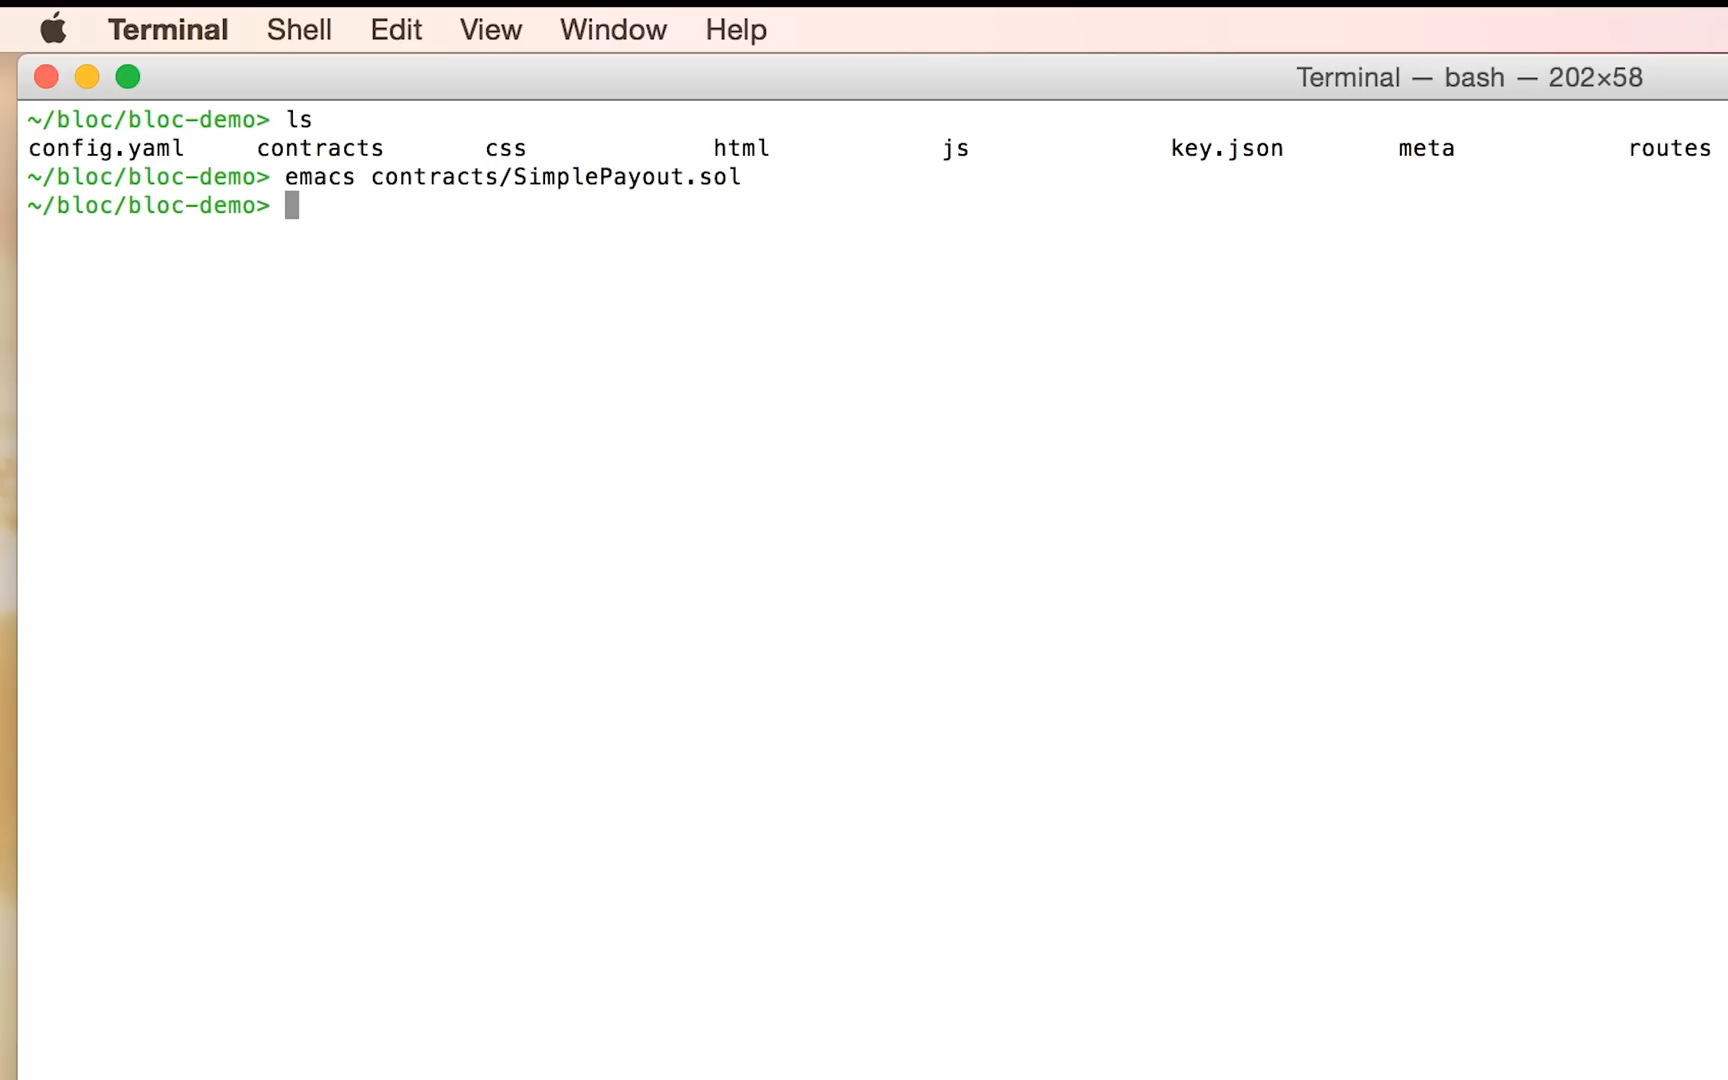 Terminal Shell Edit View Window Help
Terminal — bash — 202×58
~/bloc/bloc-demo> ls
config.yaml contracts css html js key.json meta routes
~/bloc/bloc-demo> emacs contracts/SimplePayout.sol
~/bloc/bloc-demo>